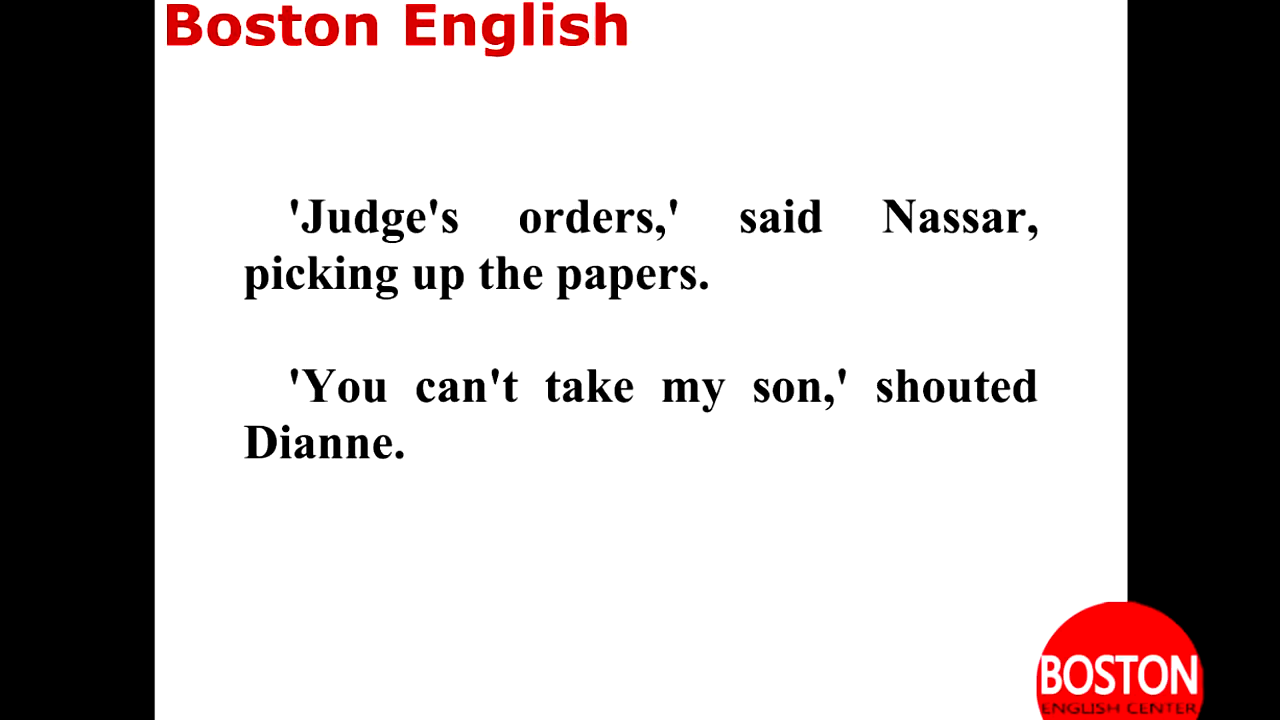 Boston English
'Judge's orders,' said Nassar,
picking up the papers.
'You can't take my son,' shouted
Dianne.
BOSTON
ENGLISH CENTER